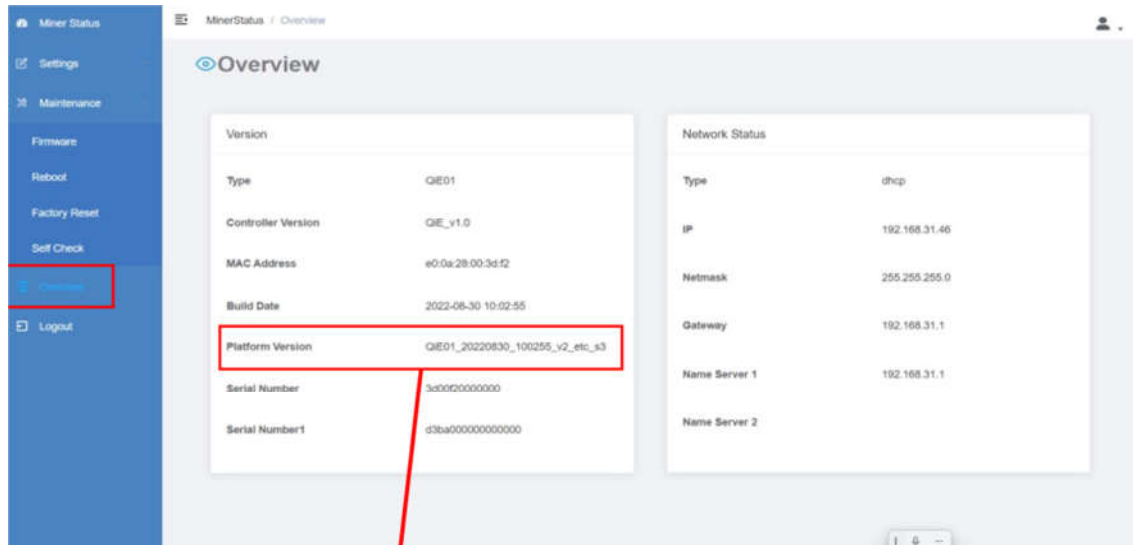 Miner Status
MinerStatus / Overview
Settings
Overview
Maintenance
Firmware
Reboot
Factory Reset
Self Check
Overview
Logout
Version
Type QIE01
Controller Version QIE_v1.0
MAC Address e0:0a:28:00:3d:f2
Build Date 2022-08-30 10:02:55
Platform Version QIE01_20220830_100255_v2_etc_s3
Serial Number 3d00f20000000
Serial Number1 d3ba000000000000
Network Status
Type dhcp
IP 192.168.31.46
Netmask 255.255.255.0
Gateway 192.168.31.1
Name Server 1 192.168.31.1
Name Server 2